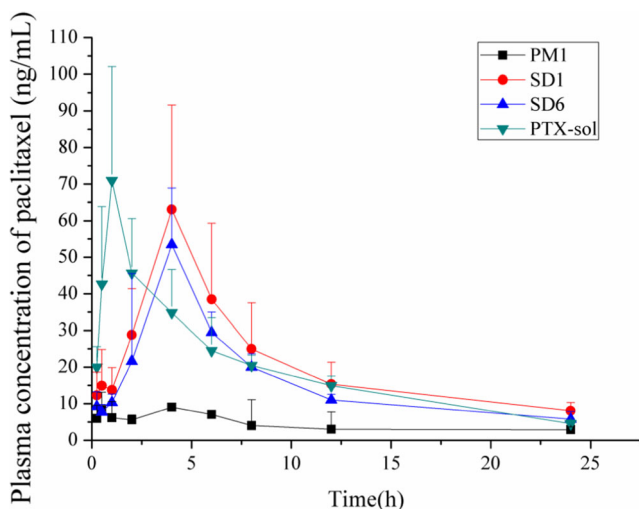 110
100
90
80
70
60
50
40
30
20
10
0
Plasma concentration of paclitaxel (ng/mL)
PM1
SD1
SD6
PTX-sol
0 5 10 15 20 25
Time(h)